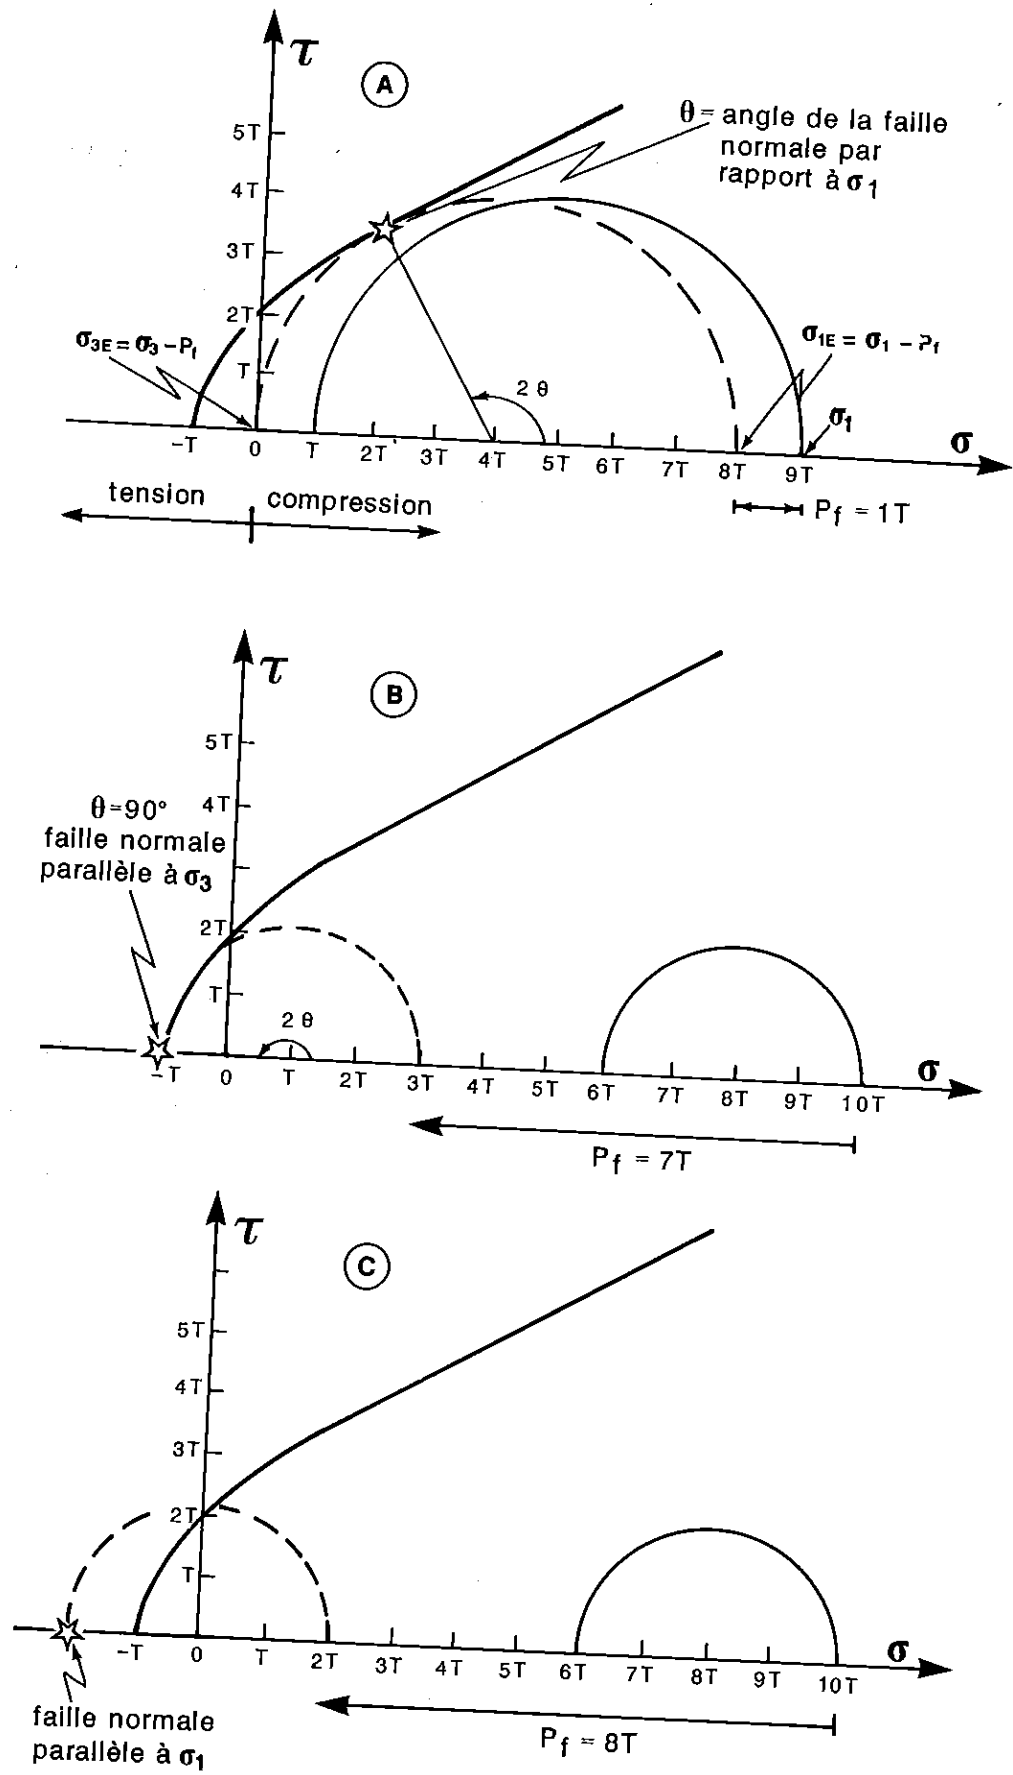 τ
A
θ = angle de la faille
normale par
rapport à σ1
5T
4T
3T
2T
T
σ3E = σ3 – Pf
σ1E = σ1 – Pf
2 θ
σ1
σ
–T 0 T 2T 3T 4T 5T 6T 7T 8T 9T
tension compression
Pf = 1T
τ
B
5T
θ=90°
faille normale
parallèle à σ3
4T
2T
T
2 θ
–T 0 T 2T 3T 4T 5T 6T 7T 8T 9T 10T
σ
Pf = 7T
τ
C
5T
4T
3T
2T
T
–T 0 T 2T 3T 4T 5T 6T 7T 8T 9T 10T
σ
faille normale
parallèle à σ1
Pf = 8T